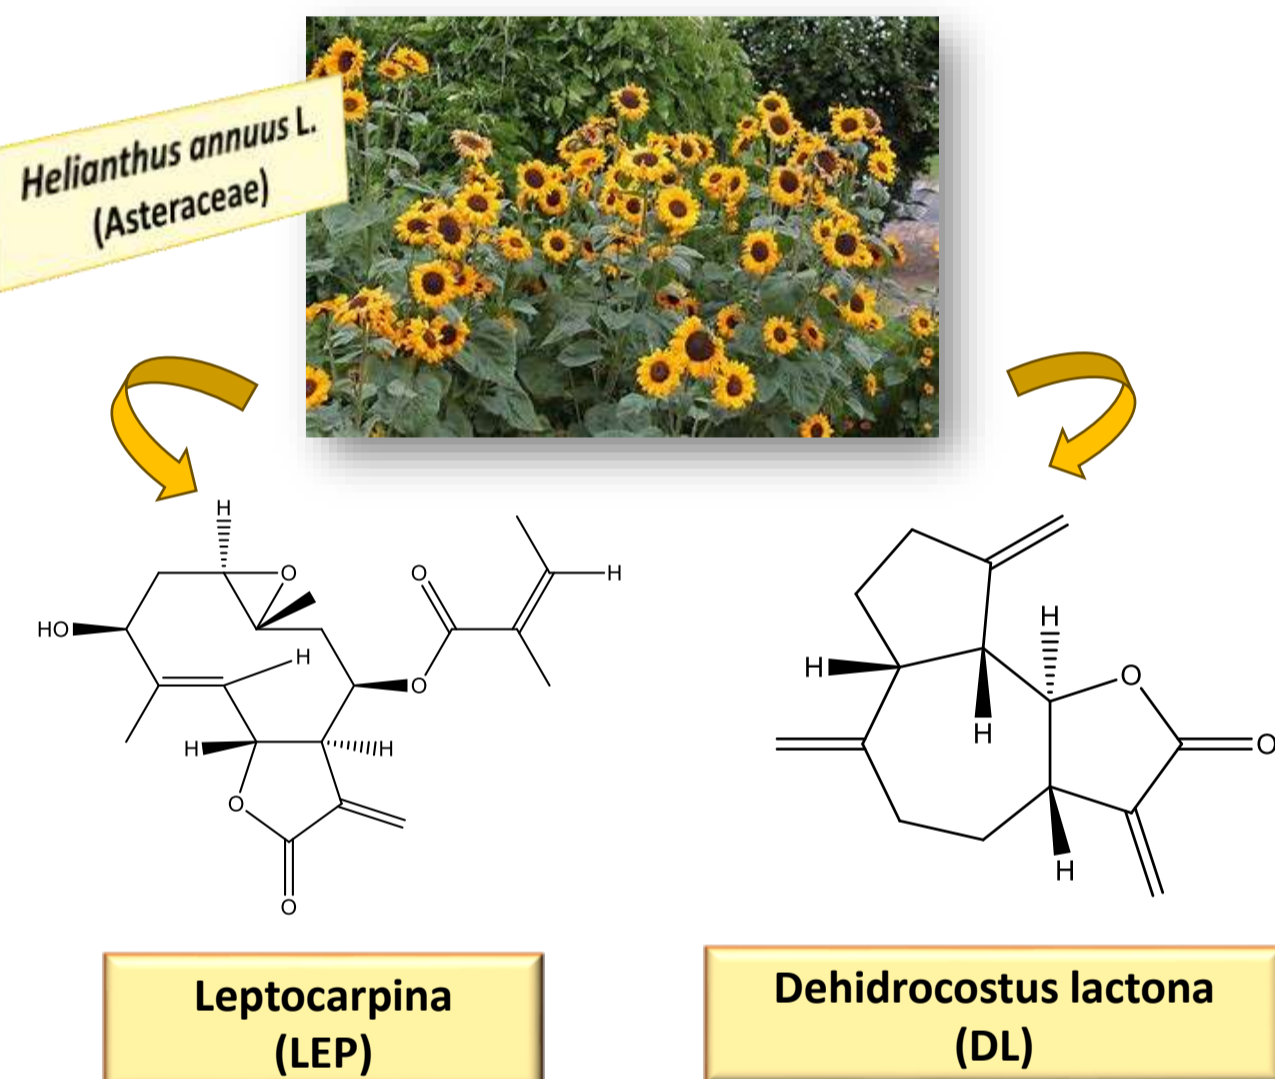 Helianthus annuus L.
(Asteraceae)
H
O
HO
H
H
H
O
O
O
O
H
H
H
H
H
O
O
H
Leptocarpina
(LEP)
Dehidrocostus lactona
(DL)